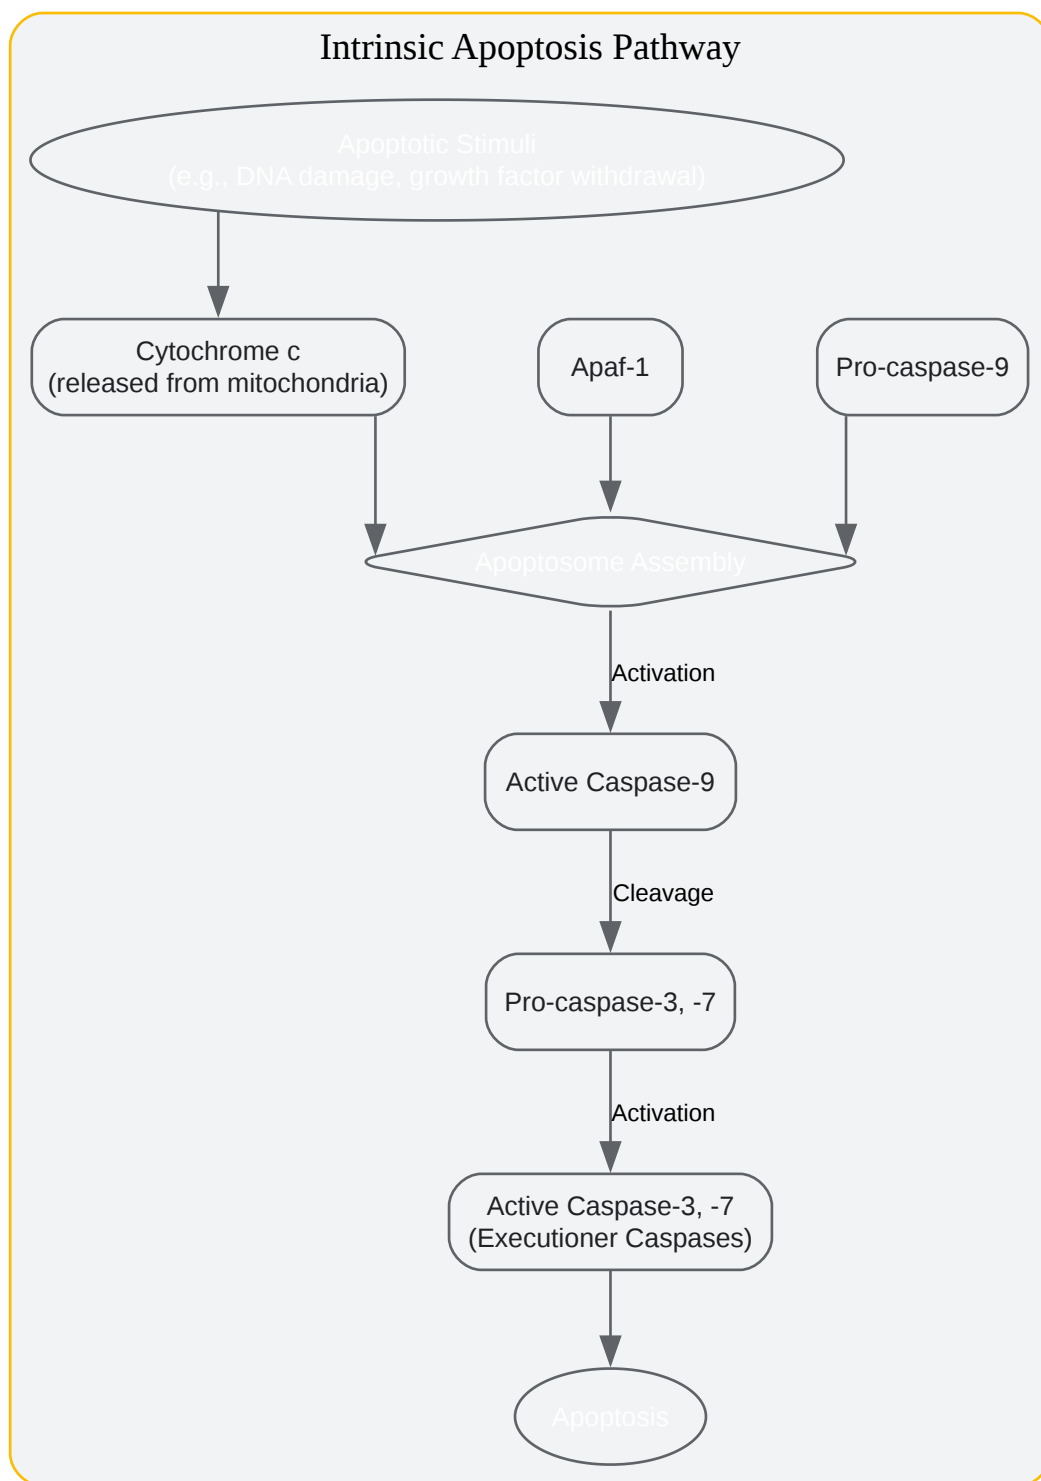 Intrinsic Apoptosis Pathway
Apoptotic Stimuli
(e.g., DNA damage, growth factor withdrawal)
Cytochrome c
(released from mitochondria)
Apaf-1
Pro-caspase-9
Apoptosome Assembly
Activation
Active Caspase-9
Cleavage
Pro-caspase-3, -7
Activation
Active Caspase-3, -7
(Executioner Caspases)
Apoptosis